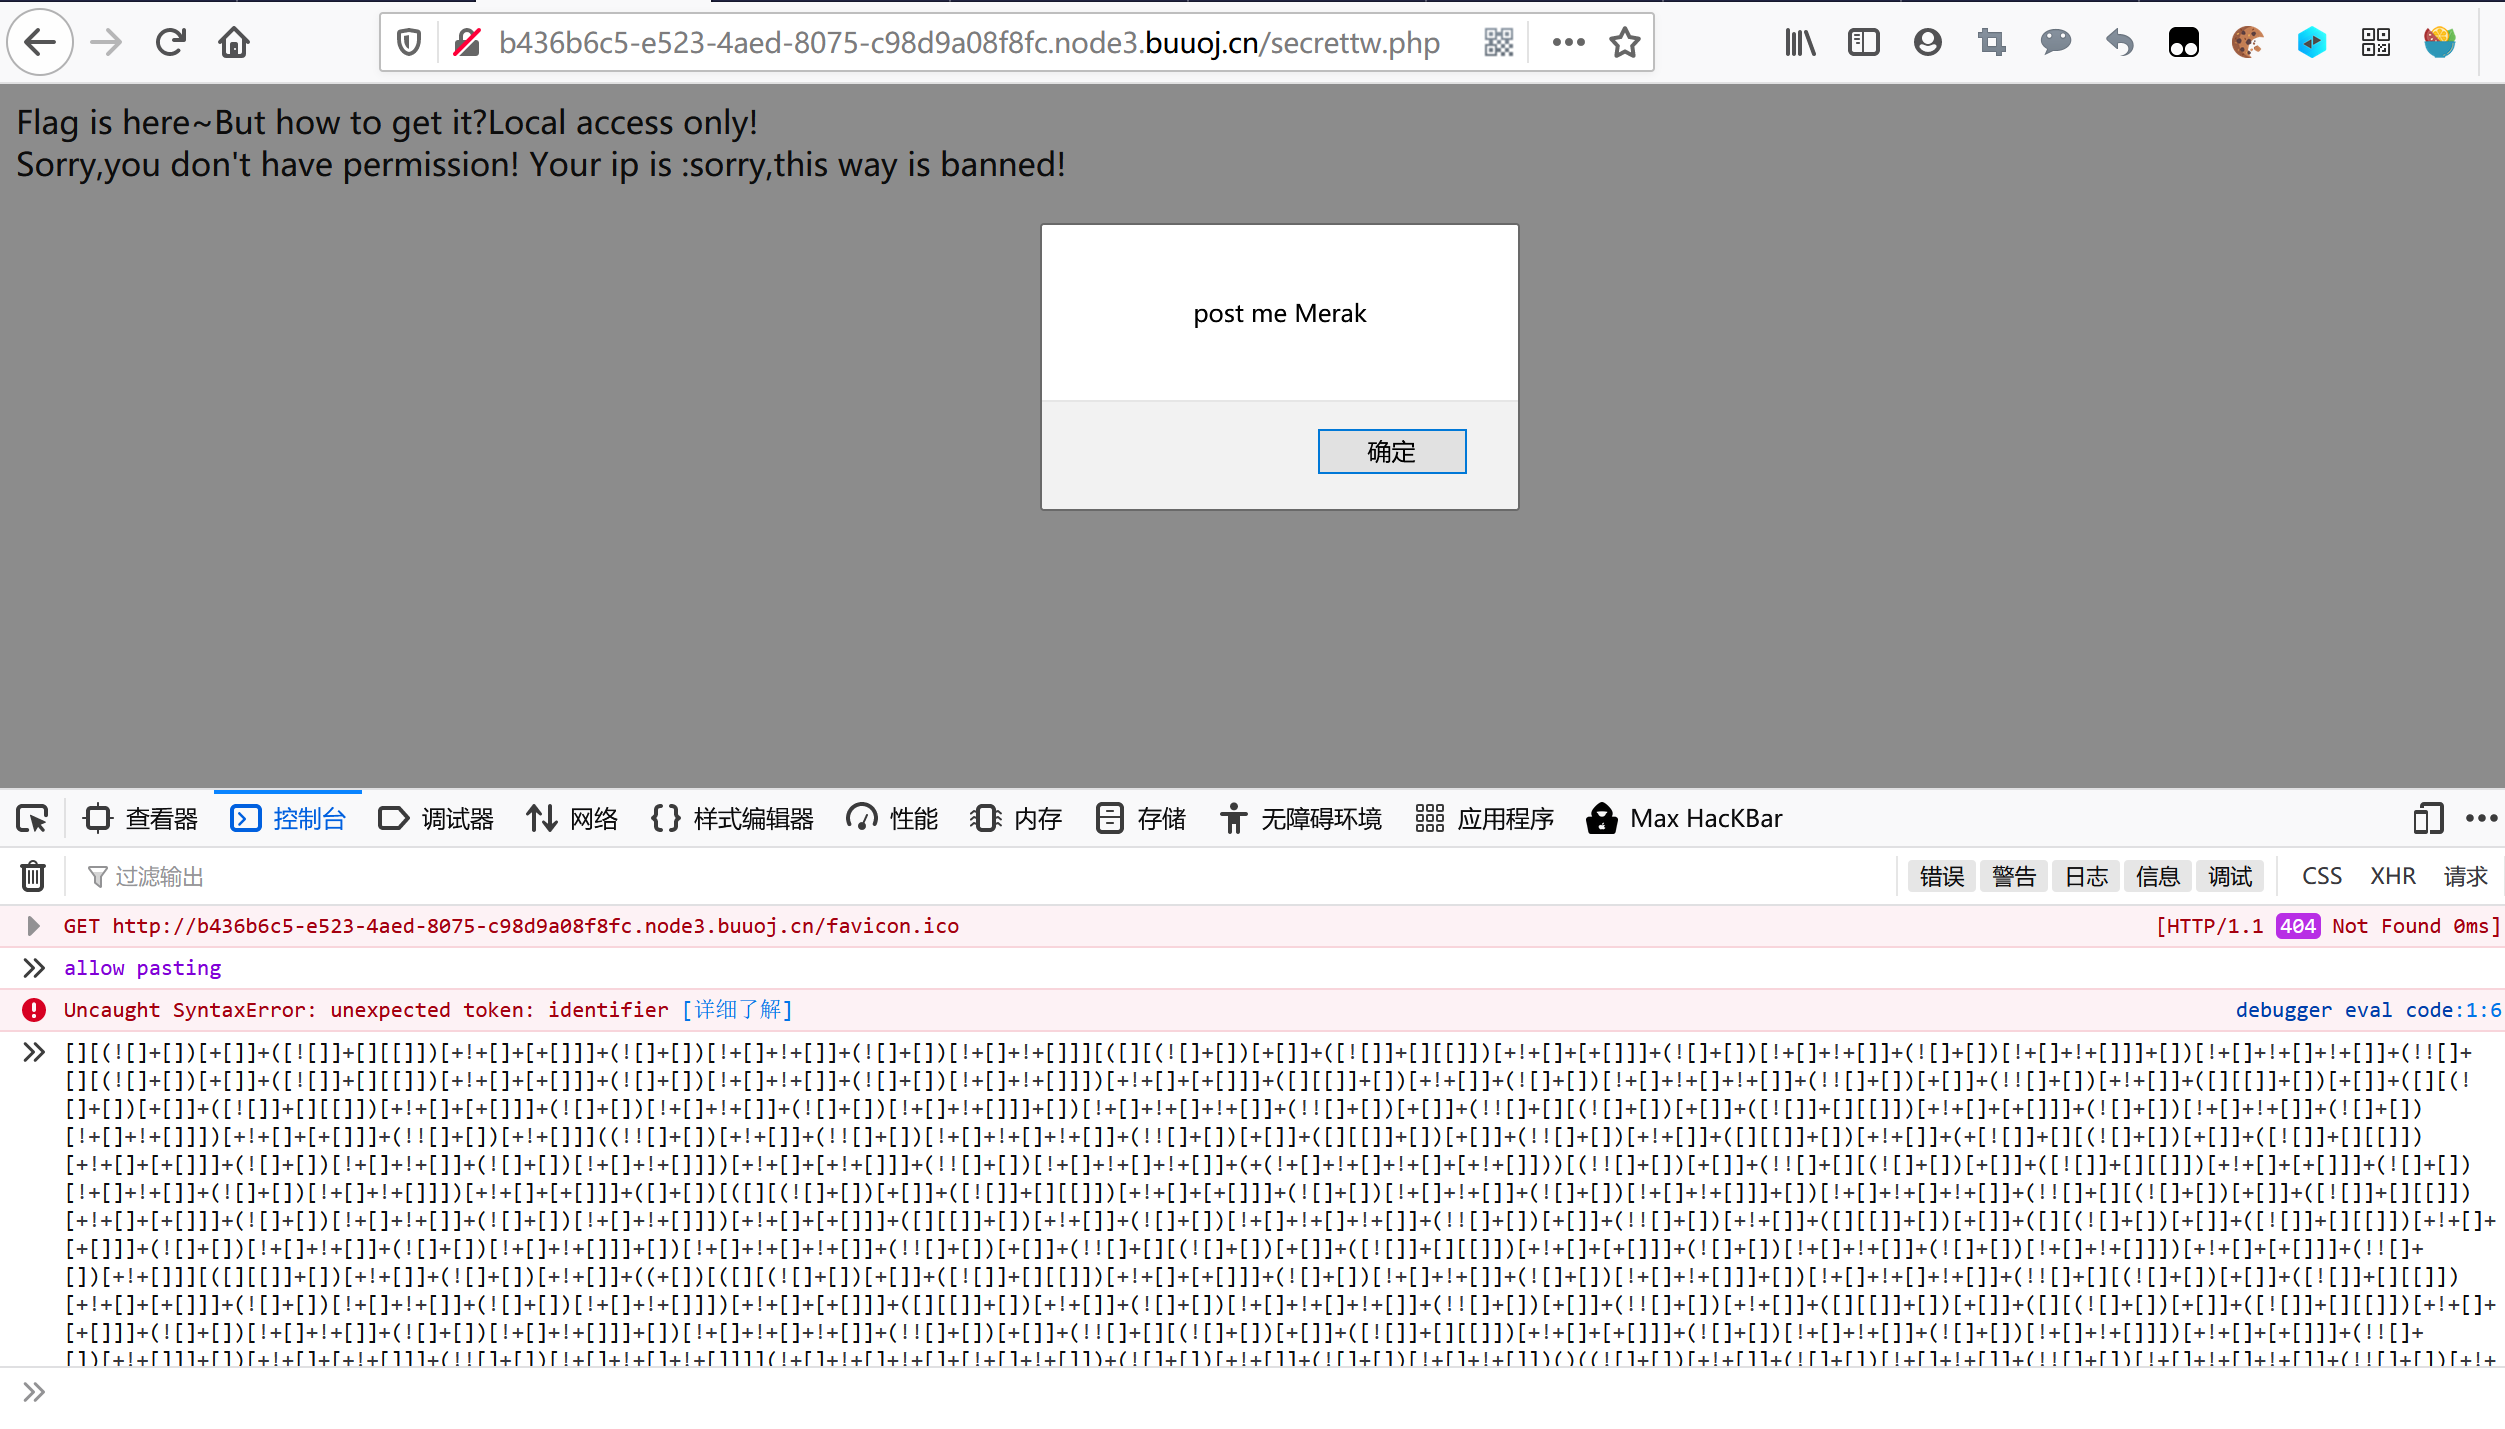 b436b6c5-e523-4aed-8075-c98d9a08f8fc.node3.buuoj.cn/secrettw.php
Flag is here~But how to get it?Local access only!
Sorry,you don't have permission! Your ip is :sorry,this way is banned!
post me Merak
确定
查看器 控制台 调试器 网络 样式编辑器 性能 内存 存储 无障碍环境 应用程序 Max HacKBar
过滤输出 错误 警告 日志 信息 调试 CSS XHR 请求
GET http://b436b6c5-e523-4aed-8075-c98d9a08f8fc.node3.buuoj.cn/favicon.ico [HTTP/1.1 404 Not Found 0ms]
allow pasting
Uncaught SyntaxError: unexpected token: identifier [详细了解] debugger eval code:1:6
[][(![]+[])[+[]]+([![]]+[][[]])[+!+[]+[+[]]]+(![]+[])[!+[]+!+[]]+(![]+[])[!+[]+!+[]]][([][(![]+[])[+[]]+([![]]+[][[]])[+!+[]+[+[]]]+(![]+[])[!+[]+!+[]]+(![]+[])[!+[]+!+[]]]+[])[!+[]+!+[]+!+[]]+(!![]+
[][(![]+[])[+[]]+([![]]+[][[]])[+!+[]+[+[]]]+(![]+[])[!+[]+!+[]]+(![]+[])[!+[]+!+[]]])[+!+[]+[+[]]]+([][[]]+[])[+!+[]]+(![]+[])[!+[]+!+[]+!+[]]+(!![]+[])[+[]]+(!![]+[])[+!+[]]+([][[]]+[])[+[]]+([][(!
[]+[])[+[]]+([![]]+[][[]])[+!+[]+[+[]]]+(![]+[])[!+[]+!+[]]+(![]+[])[!+[]+!+[]]]+[])[!+[]+!+[]+!+[]]+(!![]+[])[+[]]+(!![]+[][(![]+[])[+[]]+([![]]+[][[]])[+!+[]+[+[]]]+(![]+[])[!+[]+!+[]]+(![]+[])
[!+[]+!+[]]])[+!+[]+[+[]]]+(!![]+[])[+!+[]]]((!![]+[])[+!+[]]+(!![]+[])[!+[]+!+[]+!+[]]+(!![]+[])[+[]]+([][[]]+[])[+[]]+(!![]+[])[+!+[]]+([][[]]+[])[+!+[]]+(+[![]]+[][(![]+[])[+[]]+([![]]+[][[]])
[+!+[]+[+[]]]+(![]+[])[!+[]+!+[]]+(![]+[])[!+[]+!+[]]])[+!+[]+[+!+[]]]+(!![]+[])[!+[]+!+[]+!+[]]+(+(!+[]+!+[]+!+[]+[+!+[]]))[(!![]+[])[+[]]+(!![]+[][(![]+[])[+[]]+([![]]+[][[]])[+!+[]+[+[]]]+(![]+[])
[!+[]+!+[]]+(![]+[])[!+[]+!+[]]])[+!+[]+[+[]]]+([]+[])[([][(![]+[])[+[]]+([![]]+[][[]])[+!+[]+[+[]]]+(![]+[])[!+[]+!+[]]+(![]+[])[!+[]+!+[]]]+[])[!+[]+!+[]+!+[]]+(!![]+[][(![]+[])[+[]]+([![]]+[][[]])
[+!+[]+[+[]]]+(![]+[])[!+[]+!+[]]+(![]+[])[!+[]+!+[]]])[+!+[]+[+[]]]+([][[]]+[])[+!+[]]+(![]+[])[!+[]+!+[]+!+[]]+(!![]+[])[+[]]+(!![]+[])[+!+[]]+([][[]]+[])[+[]]+([][(![]+[])[+[]]+([![]]+[][[]])[+!+[]+
[+[]]]+(![]+[])[!+[]+!+[]]+(![]+[])[!+[]+!+[]]]+[])[!+[]+!+[]+!+[]]+(!![]+[])[+[]]+(!![]+[][(![]+[])[+[]]+([![]]+[][[]])[+!+[]+[+[]]]+(![]+[])[!+[]+!+[]]+(![]+[])[!+[]+!+[]]])[+!+[]+[+[]]]+(!![]+
[])[+!+[]]][([][[]]+[])[+!+[]]+(![]+[])[+!+[]]+((+[])[([][(![]+[])[+[]]+([![]]+[][[]])[+!+[]+[+[]]]+(![]+[])[!+[]+!+[]]+(![]+[])[!+[]+!+[]]]+[])[!+[]+!+[]+!+[]]+(!![]+[][(![]+[])[+[]]+([![]]+[][[]])
[+!+[]+[+[]]]+(![]+[])[!+[]+!+[]]+(![]+[])[!+[]+!+[]]])[+!+[]+[+[]]]+([][[]]+[])[+!+[]]+(![]+[])[!+[]+!+[]+!+[]]+(!![]+[])[+[]]+(!![]+[])[+!+[]]+([][[]]+[])[+[]]+([][(![]+[])[+[]]+([![]]+[][[]])[+!+[]+
[+[]]]+(![]+[])[!+[]+!+[]]+(![]+[])[!+[]+!+[]]]+[])[!+[]+!+[]+!+[]]+(!![]+[])[+[]]+(!![]+[][(![]+[])[+[]]+([![]]+[][[]])[+!+[]+[+[]]]+(![]+[])[!+[]+!+[]]+(![]+[])[!+[]+!+[]]])[+!+[]+[+[]]]+(!![]+